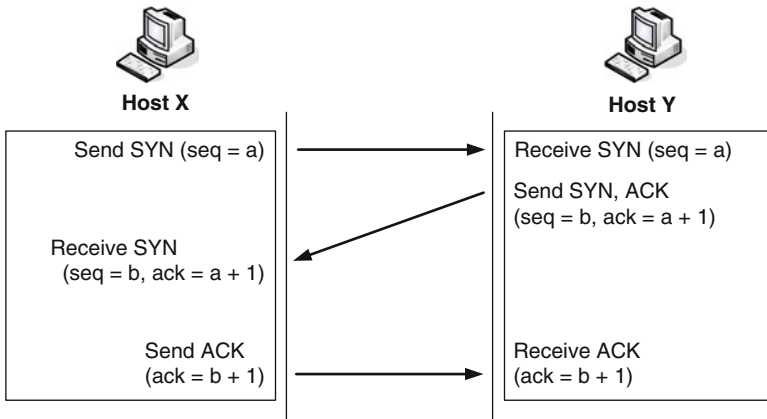 Host X
Host Y
Send SYN (seq = a)
Receive SYN (seq = a)
Send SYN, ACK
(seq = b, ack = a + 1)
Receive SYN
(seq = b, ack = a + 1)
Send ACK
(ack = b + 1)
Receive ACK
(ack = b + 1)